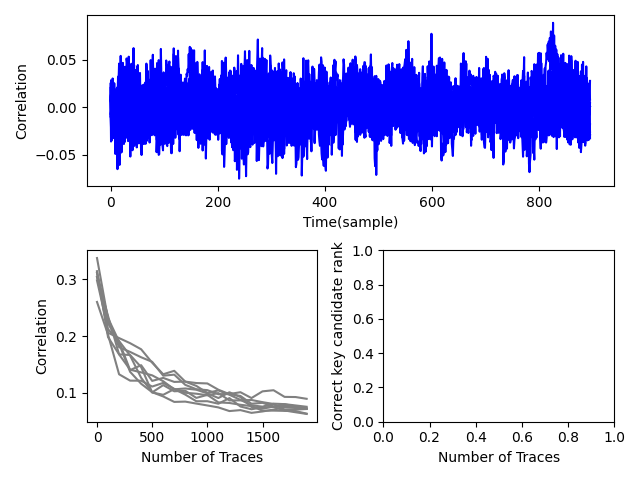 0.05
0.00
−0.05
Correlation
0 200 400 600 800
Time(sample)
0.3
0.2
0.1
Correlation
0 500 1000 1500
Number of Traces
1.0
0.8
0.6
0.4
0.2
0.0
Correct key candidate rank
0.0 0.2 0.4 0.6 0.8 1.0
Number of Traces